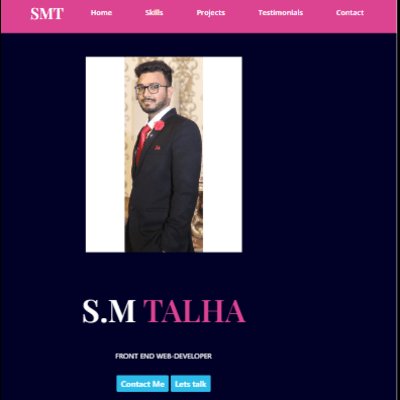 SMT Home Skills Projects Testimonials Contact
S.M TALHA
FRONT END WEB-DEVELOPER
Contact Me Lets talk